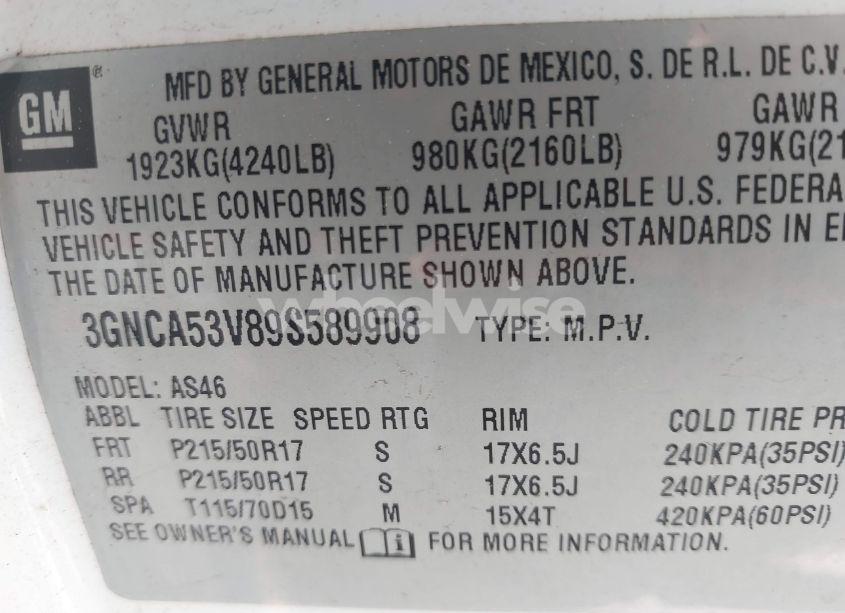 GM ®
MFD BY GENERAL MOTORS DE MEXICO, S. DE R.L. DE C.V.
GVWR GAWR FRT GAWR
1923KG(4240LB) 980KG(2160LB) 979KG(21
THIS VEHICLE CONFORMS TO ALL APPLICABLE U.S. FEDERA
VEHICLE SAFETY AND THEFT PREVENTION STANDARDS IN E
THE DATE OF MANUFACTURE SHOWN ABOVE.
wheelwise
3GNCA53V89S589908 TYPE: M.P.V.
MODEL: AS46
ABBL TIRE SIZE SPEED RTG RIM COLD TIRE PR
FRT P215/50R17 S 17X6.5J 240KPA(35PSI)
RR P215/50R17 S 17X6.5J 240KPA(35PSI)
SPA T115/70D15 M 15X4T 420KPA(60PSI)
SEE OWNER'S MANUAL i FOR MORE INFORMATION.